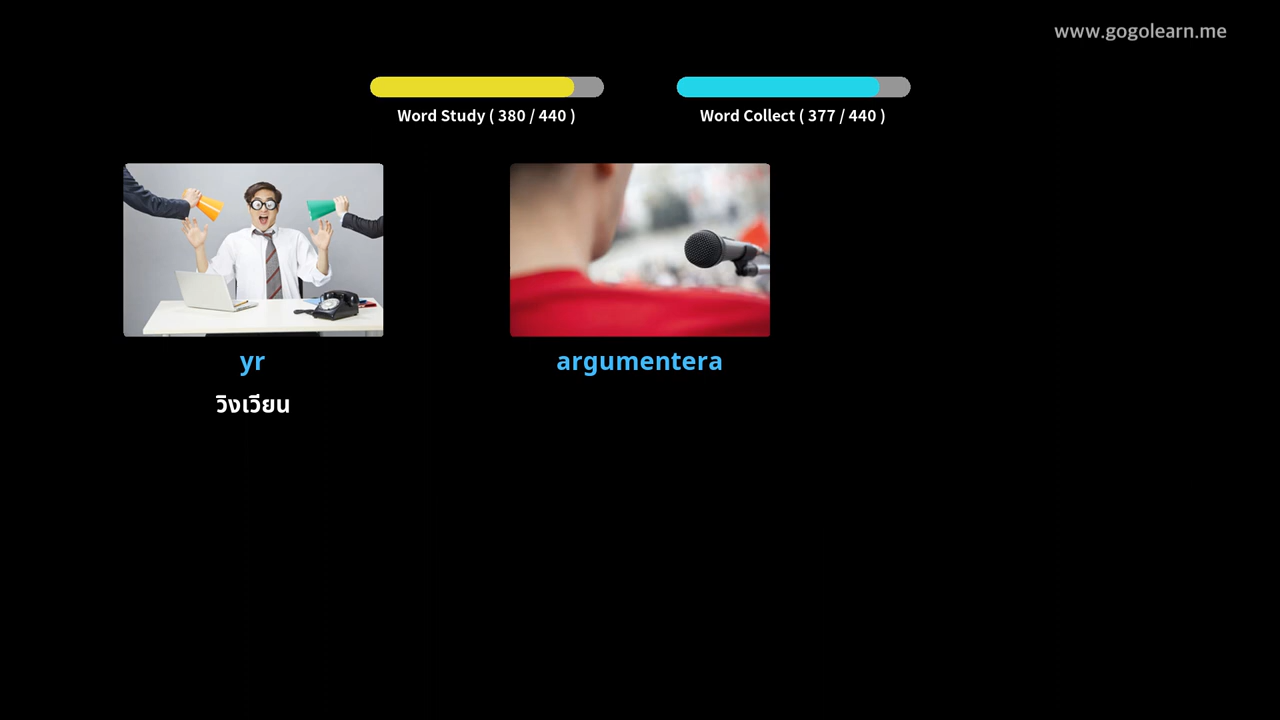 www.gogolearn.me
Word Study ( 380 / 440 )
Word Collect ( 377 / 440 )
yr
argumentera
วิงเวียน